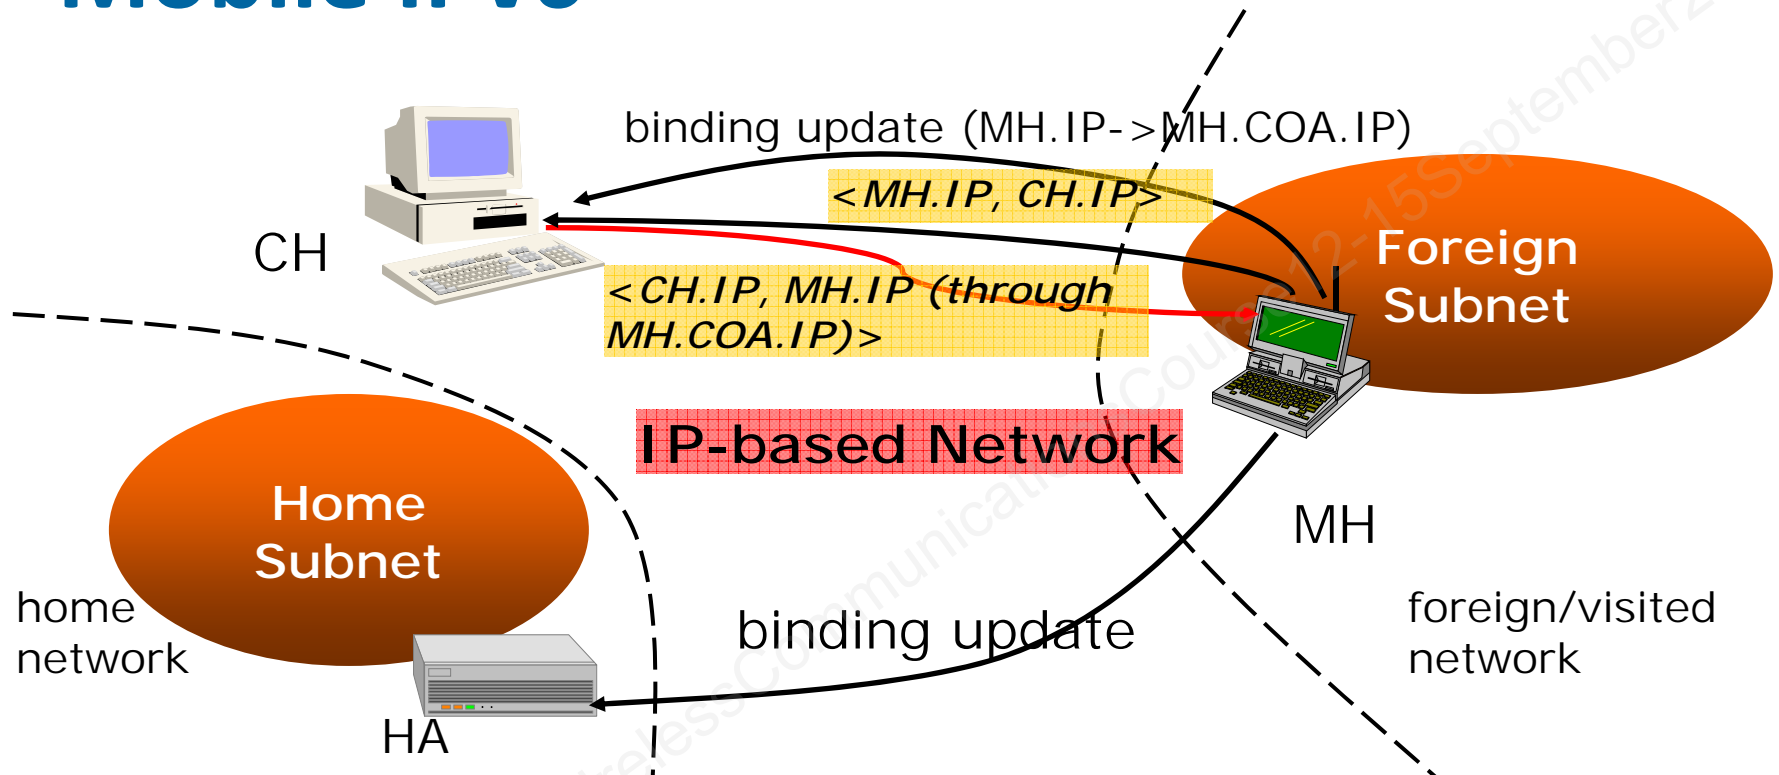 Mobile IPv6
binding update (MH.IP->MH.COA.IP)
<MH.IP, CH.IP>
CH
Foreign
Subnet
<CH.IP, MH.IP (through
MH.COA.IP)>
IP-based Network
Home
Subnet
MH
home
network
binding update
foreign/visited
network
HA
WirelessCommunicationCourse12-15September2